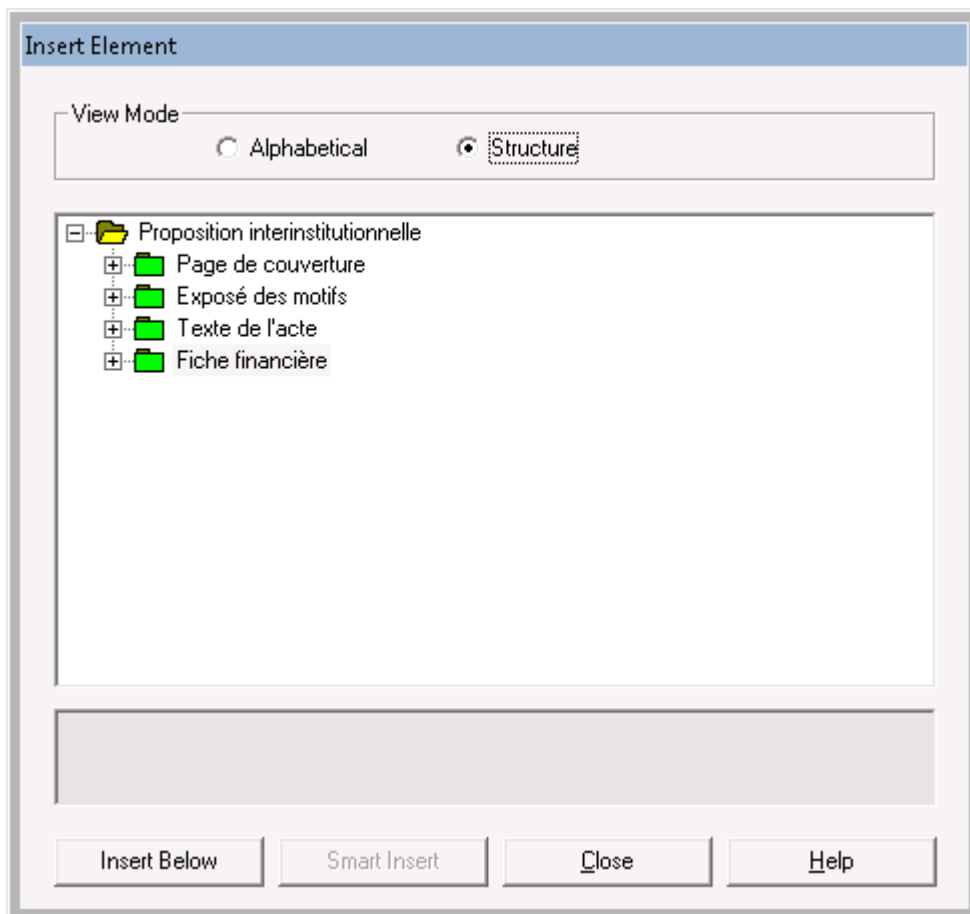 Insert Element
View Mode
Alphabetical Structure
Proposition interinstitutionnelle
Page de couverture
Exposé des motifs
Texte de l'acte
Fiche financière
Insert Below Smart Insert Close Help